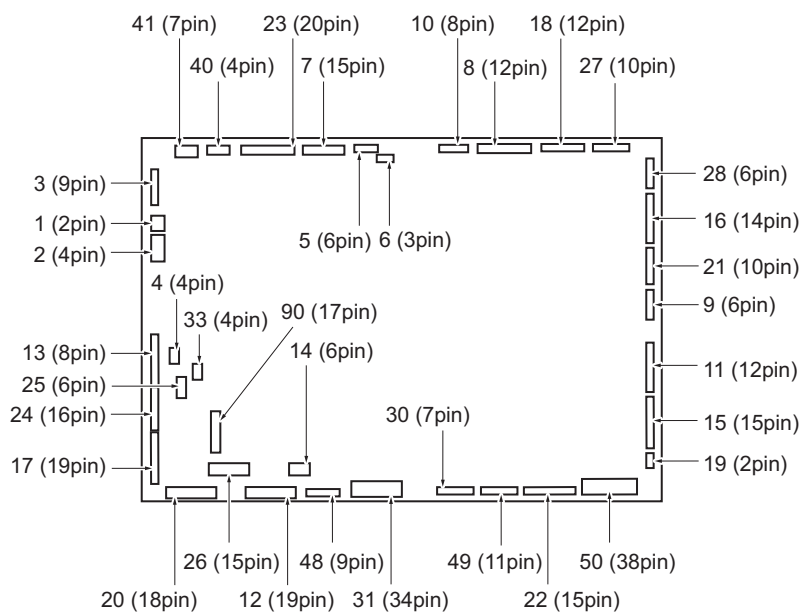 41 (7pin)
23 (20pin)
10 (8pin)
18 (12pin)
40 (4pin)
7 (15pin)
8 (12pin)
27 (10pin)
3 (9pin)
28 (6pin)
1 (2pin)
16 (14pin)
2 (4pin)
5 (6pin)
6 (3pin)
21 (10pin)
4 (4pin)
9 (6pin)
90 (17pin)
33 (4pin)
13 (8pin)
14 (6pin)
11 (12pin)
25 (6pin)
24 (16pin)
30 (7pin)
15 (15pin)
17 (19pin)
19 (2pin)
26 (15pin)
48 (9pin)
49 (11pin)
50 (38pin)
20 (18pin)
12 (19pin)
31 (34pin)
22 (15pin)